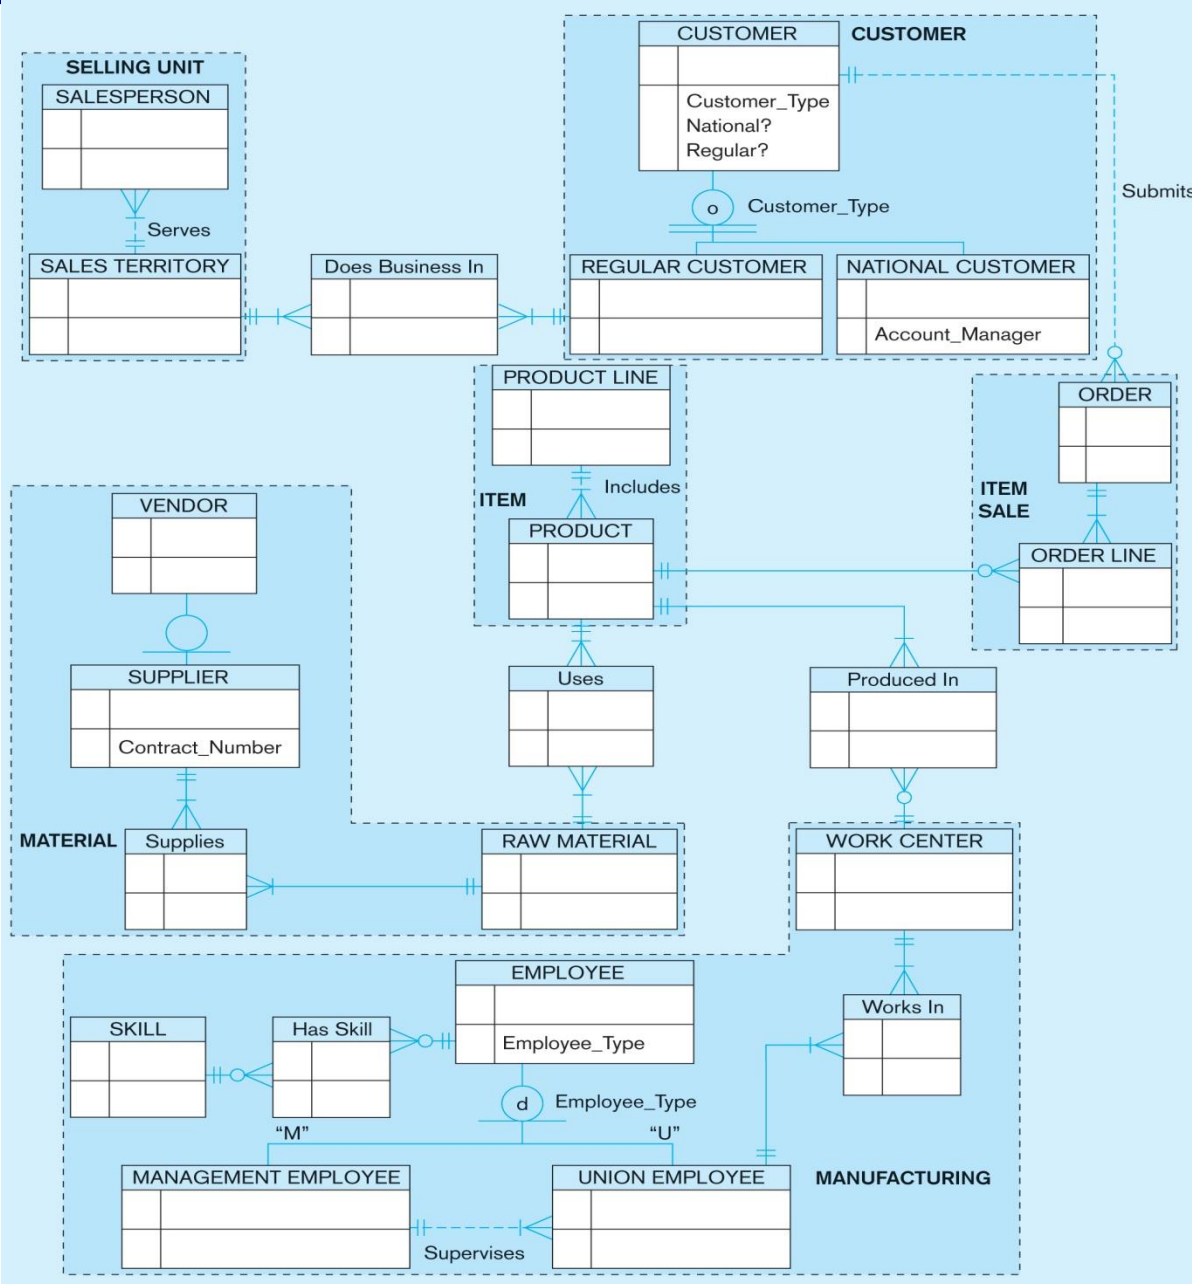 CUSTOMER
CUSTOMER
Customer_Type
National?
Regular?
SELLING UNIT
SALESPERSON
Submits
Customer_Type
o
Serves
SALES TERRITORY
Does Business In
REGULAR CUSTOMER
NATIONAL CUSTOMER
Account_Manager
PRODUCT LINE
ORDER
Includes
ITEM
ITEM
SALE
VENDOR
PRODUCT
ORDER LINE
SUPPLIER
Contract_Number
Uses
Produced In
MATERIAL
Supplies
RAW MATERIAL
WORK CENTER
EMPLOYEE
Employee_Type
Works In
SKILL
Has Skill
d
Employee_Type
“M”
“U”
MANAGEMENT EMPLOYEE
UNION EMPLOYEE
MANUFACTURING
Supervises